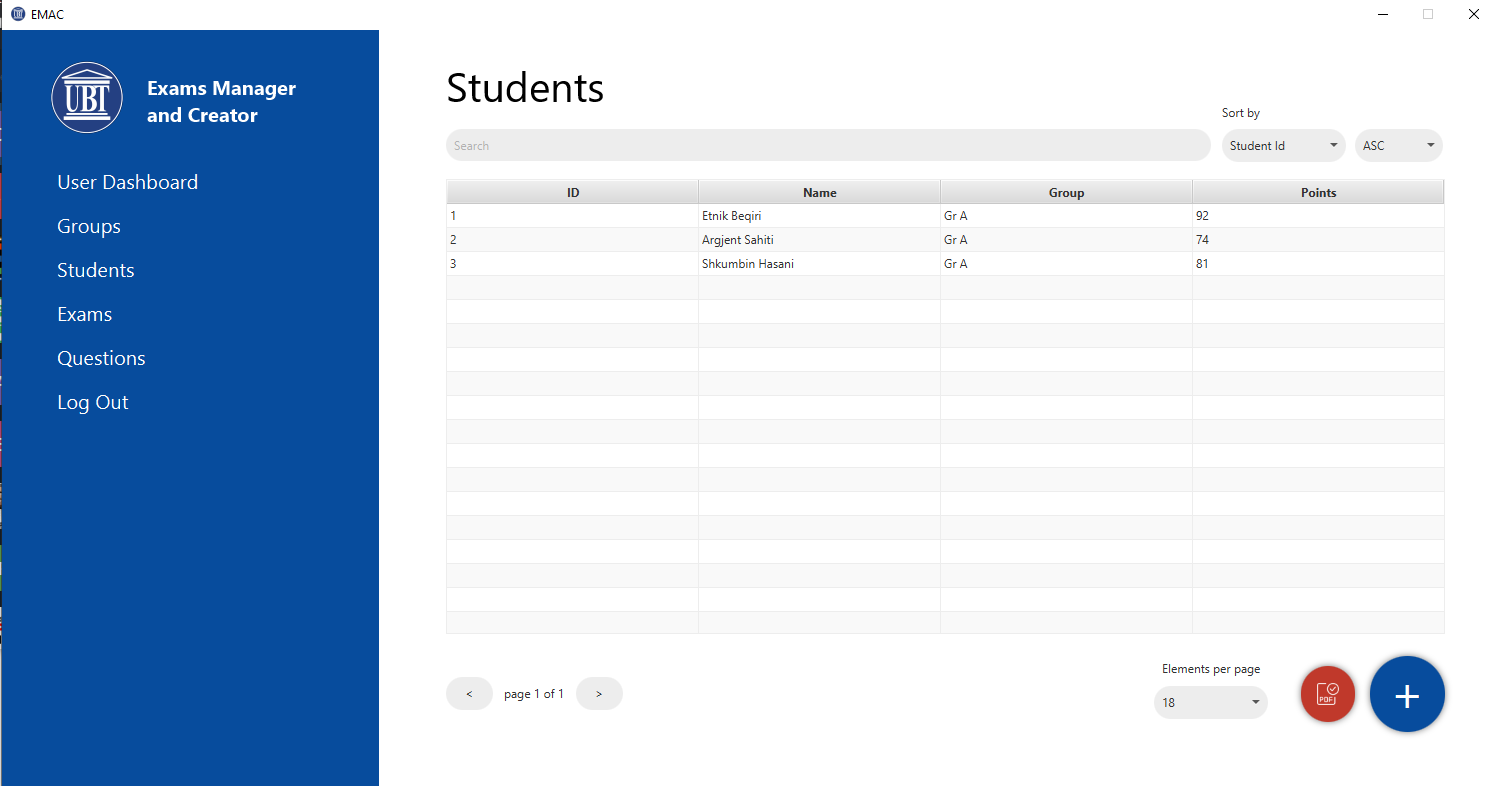 EMAC
UBT
Exams Manager
and Creator
User Dashboard
Groups
Students
Exams
Questions
Log Out
Students
Sort by
Search
Student Id
ASC
ID Name Group Points
1 Etnik Beqiri Gr A 92
2 Argjent Sahiti Gr A 74
3 Shkumbin Hasani Gr A 81
< page 1 of 1 >
Elements per page
18
PDF
+